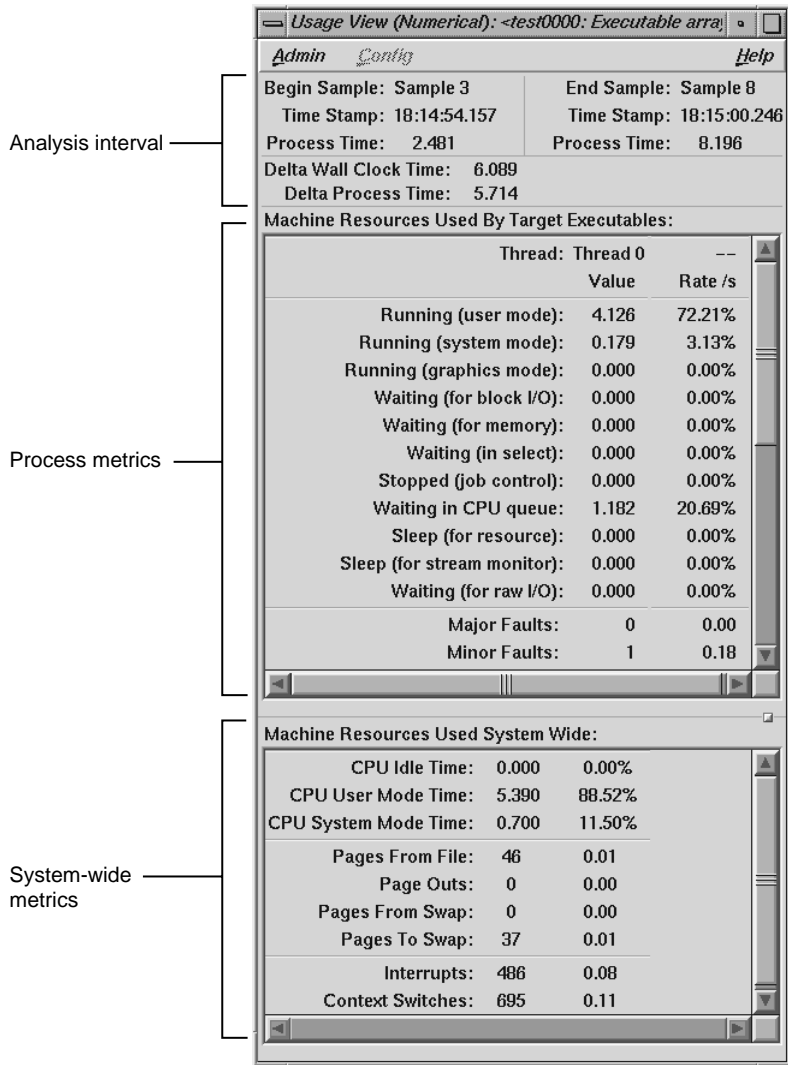 Usage View (Numerical): <test0000: Executable array
Admin Config Help
Begin Sample: Sample 3 End Sample: Sample 8
Time Stamp: 18:14:54.157 Time Stamp: 18:15:00.246
Process Time: 2.481 Process Time: 8.196
Analysis interval
Delta Wall Clock Time: 6.089
Delta Process Time: 5.714
Machine Resources Used By Target Executables:
Thread: Thread 0 --
Value Rate /s
Running (user mode): 4.126 72.21%
Running (system mode): 0.179 3.13%
Running (graphics mode): 0.000 0.00%
Waiting (for block I/O): 0.000 0.00%
Waiting (for memory): 0.000 0.00%
Waiting (in select): 0.000 0.00%
Process metrics
Stopped (job control): 0.000 0.00%
Waiting in CPU queue: 1.182 20.69%
Sleep (for resource): 0.000 0.00%
Sleep (for stream monitor): 0.000 0.00%
Waiting (for raw I/O): 0.000 0.00%
Major Faults: 0 0.00
Minor Faults: 1 0.18
Machine Resources Used System Wide:
CPU Idle Time: 0.000 0.00%
CPU User Mode Time: 5.390 88.52%
CPU System Mode Time: 0.700 11.50%
Pages From File: 46 0.01
System-wide
metrics
Page Outs: 0 0.00
Pages From Swap: 0 0.00
Pages To Swap: 37 0.01
Interrupts: 486 0.08
Context Switches: 695 0.11